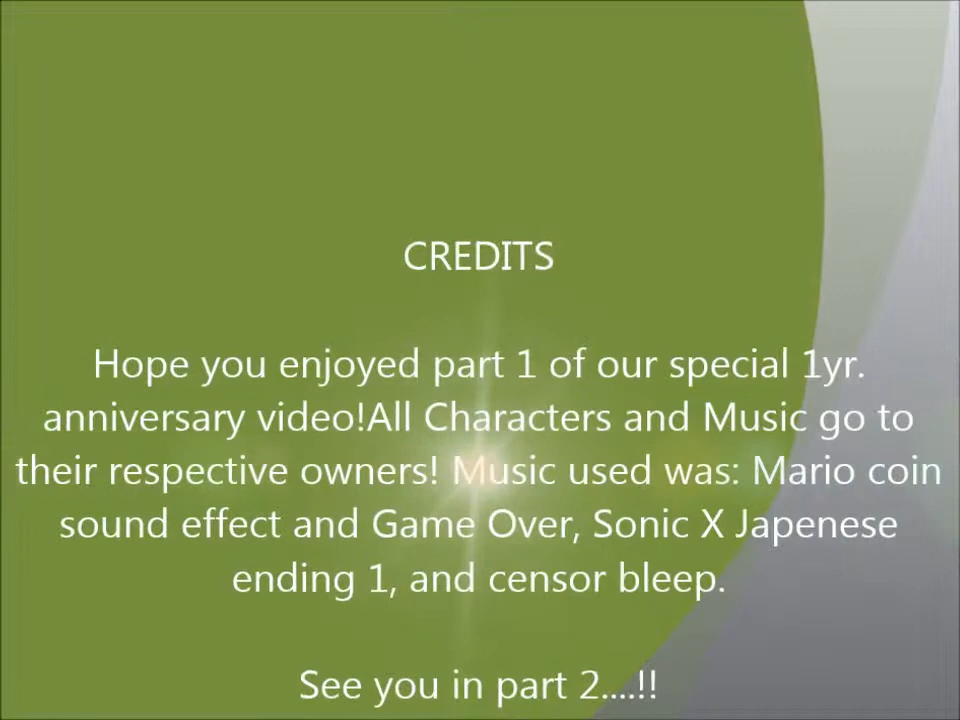 CREDITS
Hope you enjoyed part 1 of our special 1yr.
anniversary video!All Characters and Music go to
their respective owners! Music used was: Mario coin
sound effect and Game Over, Sonic X Japenese
ending 1, and censor bleep.
See you in part 2....!!